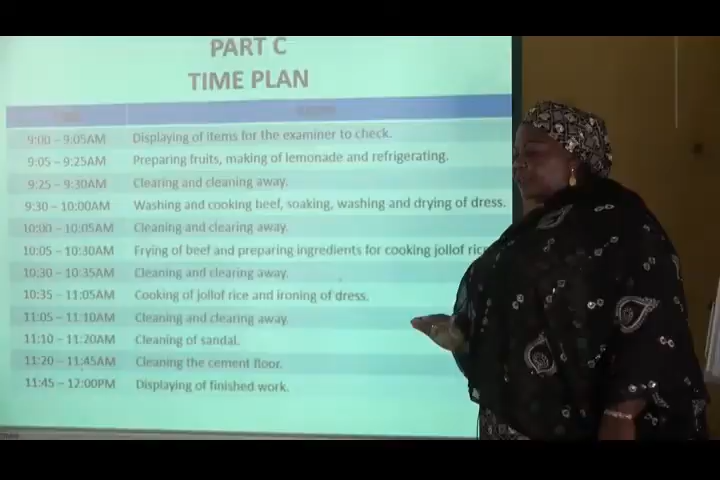 PART C
TIME PLAN
9:00 – 9:05AM Displaying of items for the examiner to check.
9:05 – 9:25AM Preparing fruits, making of lemonade and refrigerating.
9:25 – 9:30AM Clearing and cleaning away.
9:30 – 10:00AM Washing and cooking beef, soaking, washing and drying of dress.
10:00 – 10:05AM Cleaning and clearing away.
10:05 – 10:30AM Frying of beef and preparing ingredients for cooking jollof rice
10:30 – 10:35AM Cleaning and clearing away.
10:35 – 11:05AM Cooking of jollof rice and ironing of dress.
11:05 – 11:10AM Cleaning and clearing away.
11:10 – 11:20AM Cleaning of sandal.
11:20 – 11:45AM Cleaning the cement floor.
11:45 – 12:00PM Displaying of finished work.